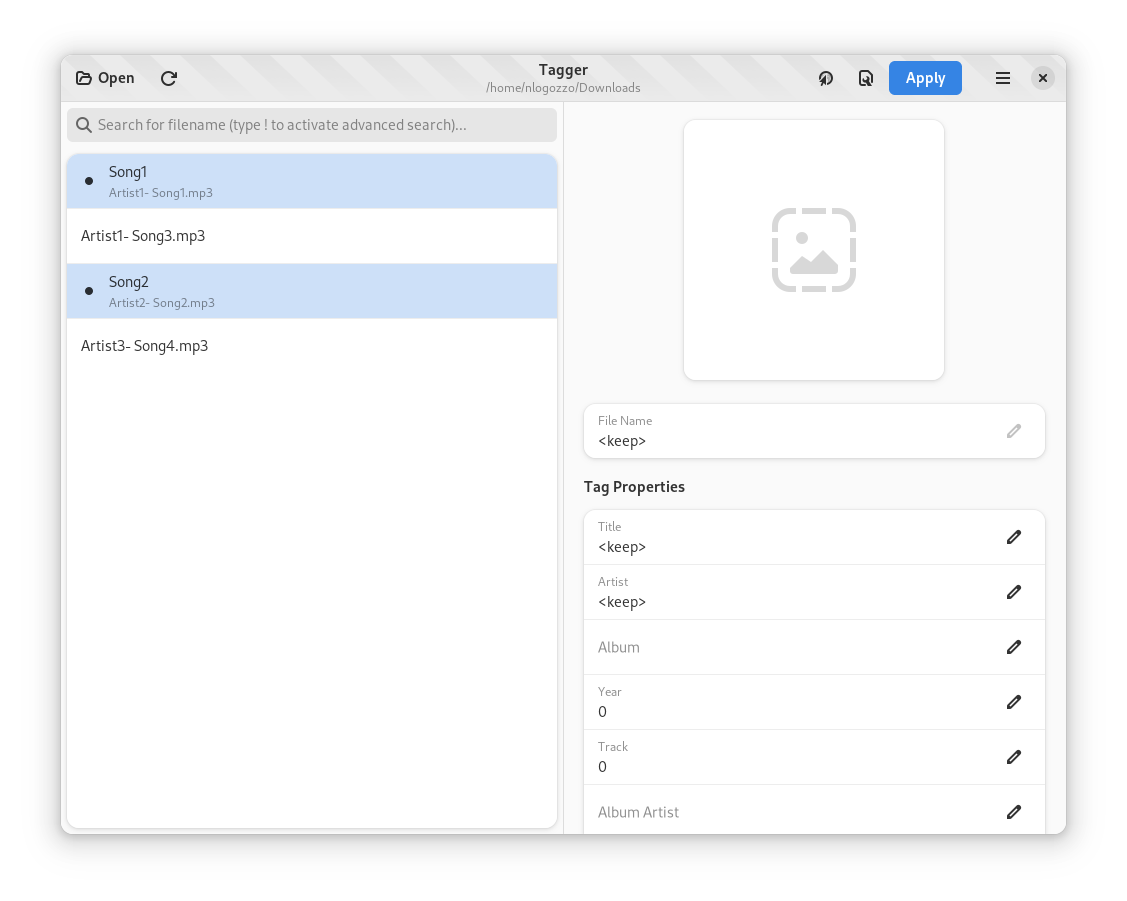 Open
Tagger
/home/nlogozzo/Downloads
Apply
Search for filename (type ! to activate advanced search)...
Song1
Artist1- Song1.mp3
Artist1- Song3.mp3
Song2
Artist2- Song2.mp3
Artist3- Song4.mp3
File Name
<keep>
Tag Properties
Title
<keep>
Artist
<keep>
Album
Year
0
Track
0
Album Artist